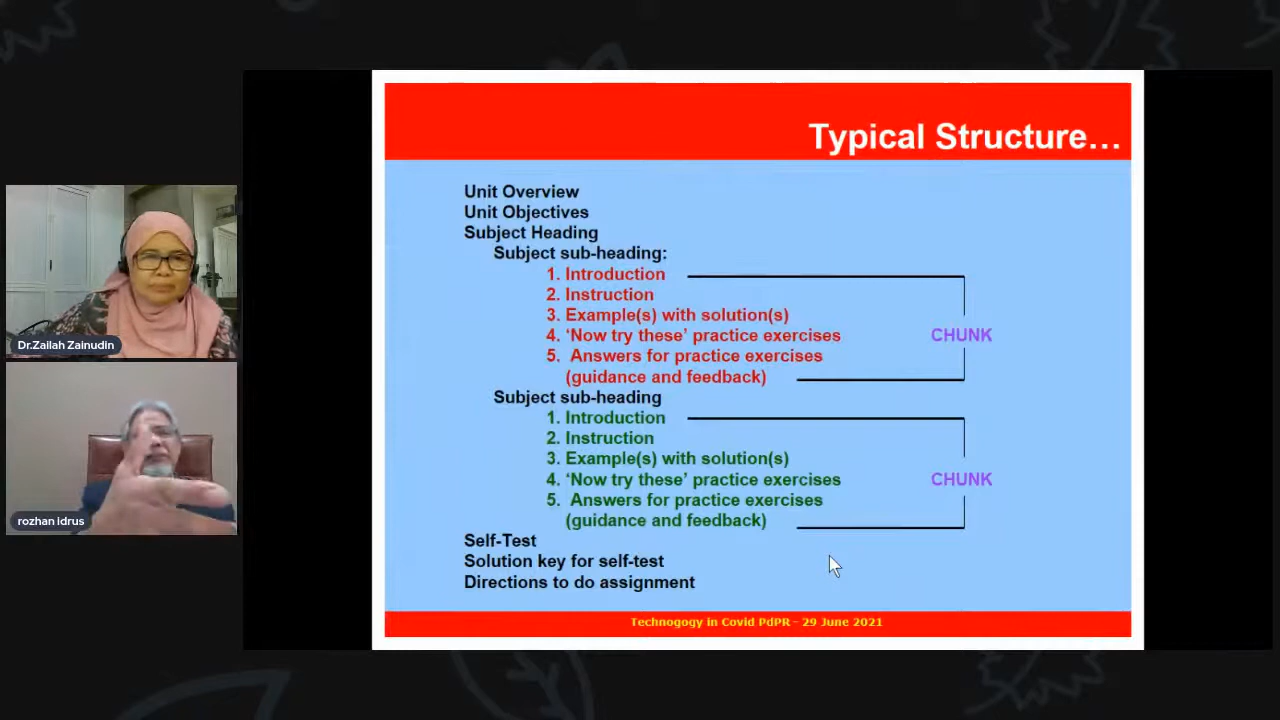 Typical Structure...
Unit Overview
Unit Objectives
Subject Heading
Subject sub-heading:
1. Introduction
2. Instruction
3. Example(s) with solution(s)
4. ‘Now try these’ practice exercises
CHUNK
5. Answers for practice exercises
(guidance and feedback)
Subject sub-heading
1. Introduction
2. Instruction
3. Example(s) with solution(s)
4. ‘Now try these’ practice exercises
CHUNK
5. Answers for practice exercises
(guidance and feedback)
Self-Test
Solution key for self-test
Directions to do assignment
Technogogy in Covid PdPR - 29 June 2021
Dr.Zailah Zainudin
rozhan idrus